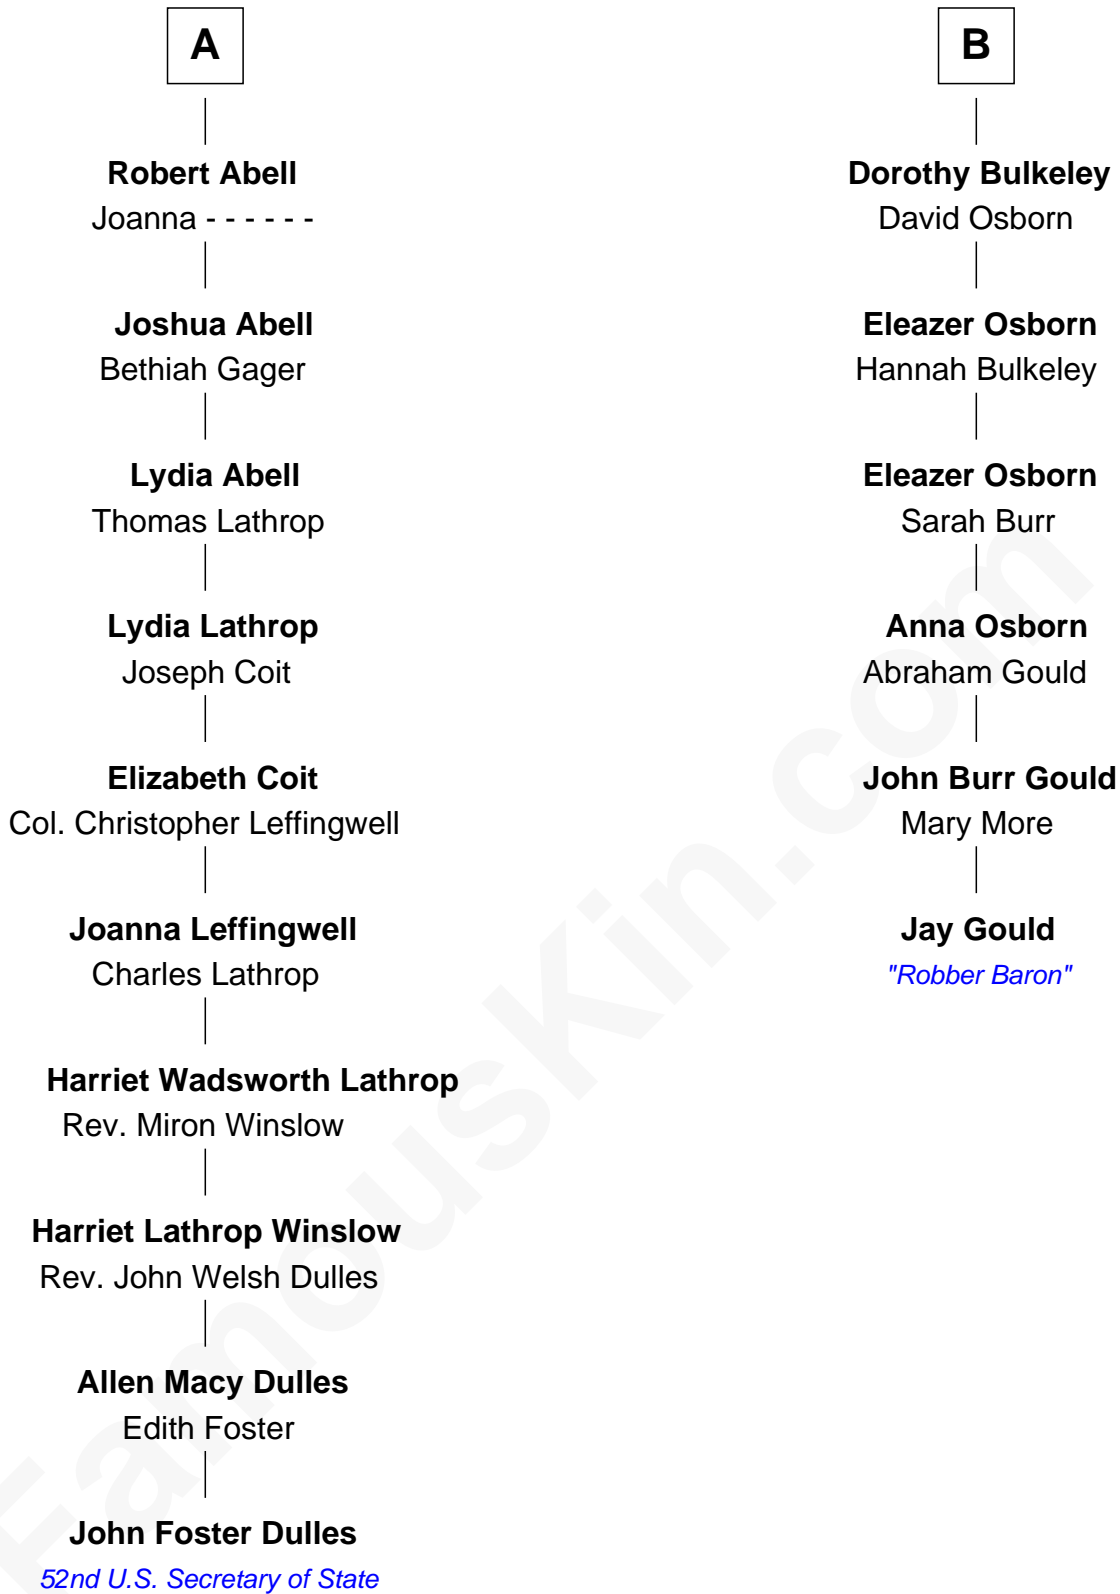 A
Robert Abell
Joanna - - - - - -
Joshua Abell
Bethiah Gager
Lydia Abell
Thomas Lathrop
Lydia Lathrop
Joseph Coit
Elizabeth Coit
Col. Christopher Leffingwell
Joanna Leffingwell
Charles Lathrop
Harriet Wadsworth Lathrop
Rev. Miron Winslow
Harriet Lathrop Winslow
Rev. John Welsh Dulles
Allen Macy Dulles
Edith Foster
John Foster Dulles
52nd U.S. Secretary of State
B
Dorothy Bulkeley
David Osborn
Eleazer Osborn
Hannah Bulkeley
Eleazer Osborn
Sarah Burr
Anna Osborn
Abraham Gould
John Burr Gould
Mary More
Jay Gould
"Robber Baron"
FamousKin.com